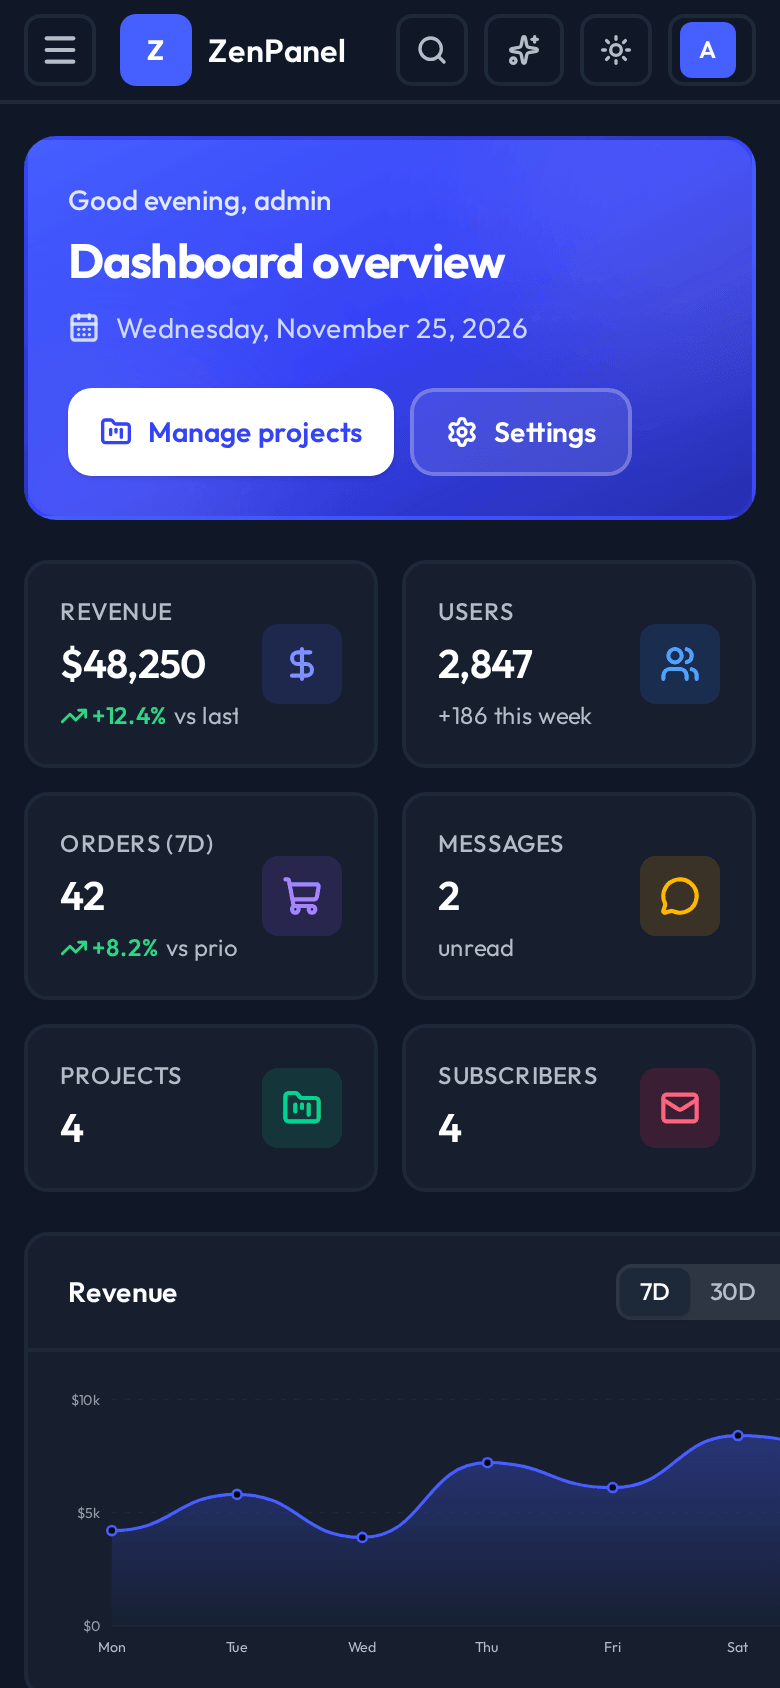 Z ZenPanel A
Good evening, admin
Dashboard overview
Wednesday, November 25, 2026
Manage projects Settings
REVENUE
$48,250
+12.4% vs last
USERS
2,847
+186 this week
ORDERS (7D)
42
+8.2% vs prio
MESSAGES
2
unread
PROJECTS
4
SUBSCRIBERS
4
Revenue 7D 30D
$10k
$5k
$0
Mon Tue Wed Thu Fri Sat